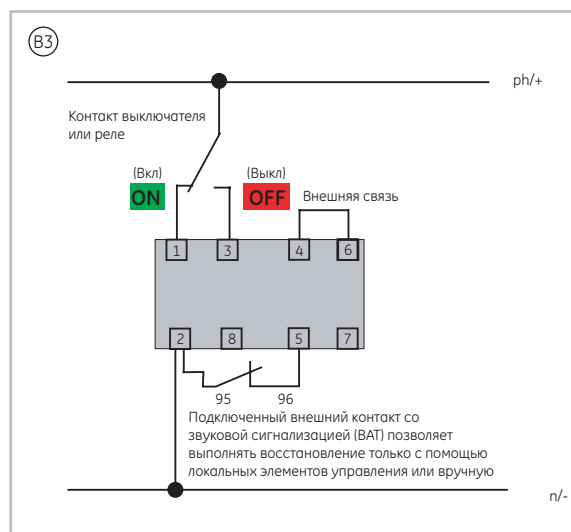 B3
ph/+
Контакт выключателя
или реле
(Вкл)
(Выкл)
ON
OFF
Внешняя связь
1
3
4
6
2
8
5
7
95
96
Подключенный внешний контакт со
звуковой сигнализацией (BAT) позволяет
выполнять восстановление только с помощью
локальных элементов управления или вручную
n/-